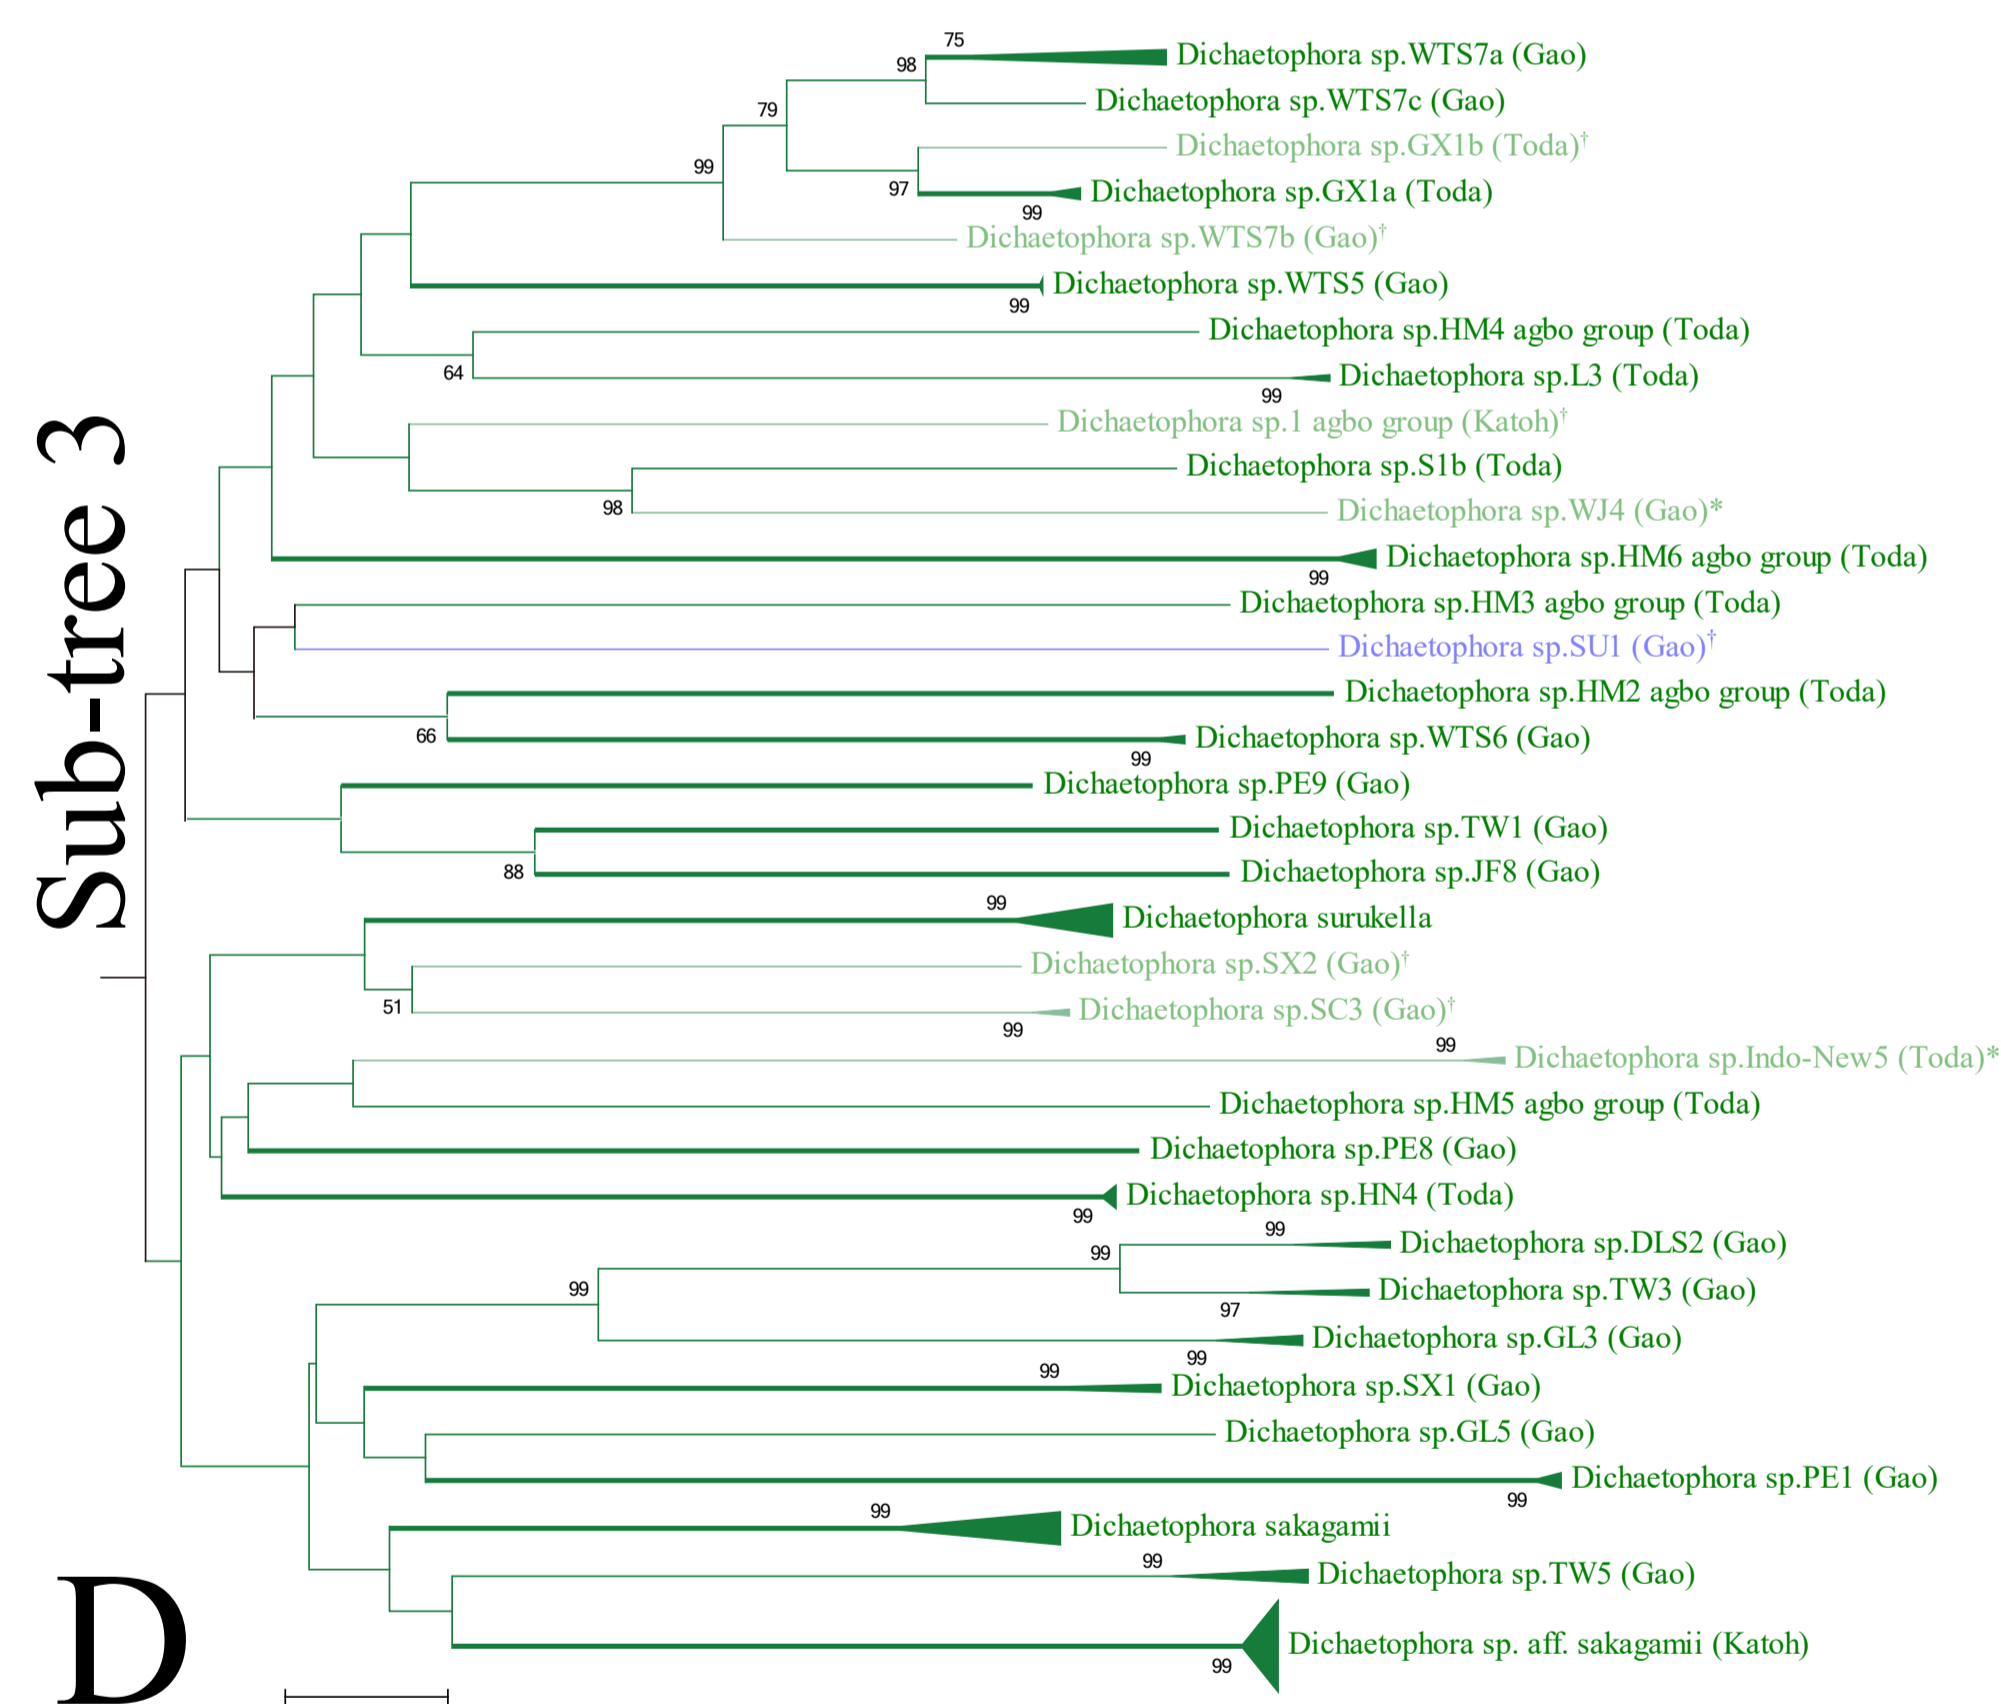 75
Dichaetophora sp.WTS7a (Gao)
98
Dichaetophora sp.WTS7c (Gao)
79
Dichaetophora sp.GX1b (Toda)†
99
97
Dichaetophora sp.GX1a (Toda)
99
Dichaetophora sp.WTS7b (Gao)†
Dichaetophora sp.WTS5 (Gao)
99
Dichaetophora sp.HM4 agbo group (Toda)
64
Dichaetophora sp.L3 (Toda)
99
Dichaetophora sp.1 agbo group (Katoh)†
Dichaetophora sp.S1b (Toda)
98
Dichaetophora sp.WJ4 (Gao)*
Dichaetophora sp.HM6 agbo group (Toda)
99
Sub-tree 3
Dichaetophora sp.HM3 agbo group (Toda)
Dichaetophora sp.SU1 (Gao)†
Dichaetophora sp.HM2 agbo group (Toda)
66
Dichaetophora sp.WTS6 (Gao)
99
Dichaetophora sp.PE9 (Gao)
Dichaetophora sp.TW1 (Gao)
88
Dichaetophora sp.JF8 (Gao)
99
Dichaetophora surukella
Dichaetophora sp.SX2 (Gao)†
51
Dichaetophora sp.SC3 (Gao)†
99
99
Dichaetophora sp.Indo-New5 (Toda)*
Dichaetophora sp.HM5 agbo group (Toda)
Dichaetophora sp.PE8 (Gao)
Dichaetophora sp.HN4 (Toda)
99
99
Dichaetophora sp.DLS2 (Gao)
99
99
Dichaetophora sp.TW3 (Gao)
97
Dichaetophora sp.GL3 (Gao)
99
99
Dichaetophora sp.SX1 (Gao)
Dichaetophora sp.GL5 (Gao)
Dichaetophora sp.PE1 (Gao)
99
99
Dichaetophora sakagamii
99
Dichaetophora sp.TW5 (Gao)
Dichaetophora sp. aff. sakagamii (Katoh)
99
D